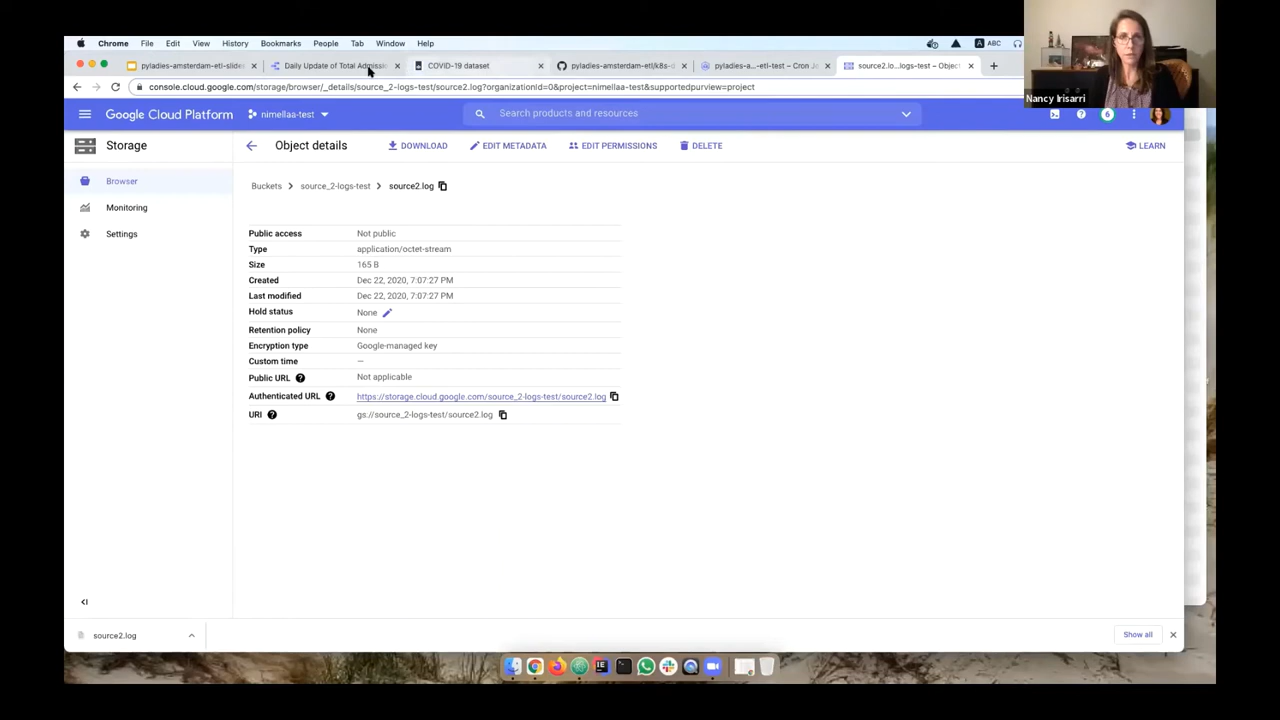 Chrome File Edit View History Bookmarks People Tab Window Help ABC
pyladies-amsterdam-etl-slides Daily Update of Total Admissio COVID-19 dataset pyladies-amsterdam-etl/k8s-d pyladies-a...-etl-test – Cron Jo source2.lo...logs-test – Object
console.cloud.google.com/storage/browser/_details/source_2-logs-test/source2.log?organizationId=0&project=nimellaa-test&supportedpurview=project
Nancy Irisarri
Google Cloud Platform nimellaa-test Search products and resources 6
Storage Object details DOWNLOAD EDIT METADATA EDIT PERMISSIONS DELETE LEARN
Browser
Monitoring
Settings
Buckets source_2-logs-test source2.log
Public access Not public
Type application/octet-stream
Size 165 B
Created Dec 22, 2020, 7:07:27 PM
Last modified Dec 22, 2020, 7:07:27 PM
Hold status None
Retention policy None
Encryption type Google-managed key
Custom time —
Public URL Not applicable
Authenticated URL https://storage.cloud.google.com/source_2-logs-test/source2.log
URI gs://source_2-logs-test/source2.log
source2.log Show all